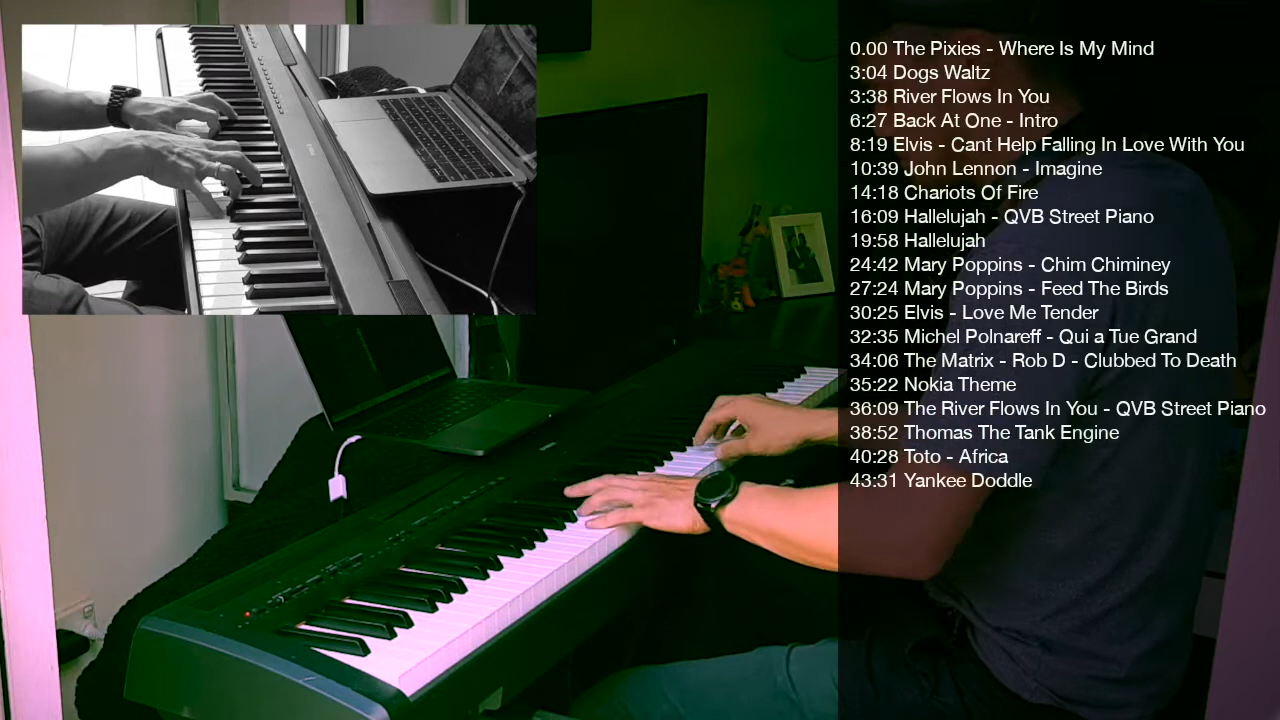 0.00 The Pixies - Where Is My Mind
3:04 Dogs Waltz
3:38 River Flows In You
6:27 Back At One - Intro
8:19 Elvis - Cant Help Falling In Love With You
10:39 John Lennon - Imagine
14:18 Chariots Of Fire
16:09 Hallelujah - QVB Street Piano
19:58 Hallelujah
24:42 Mary Poppins - Chim Chiminey
27:24 Mary Poppins - Feed The Birds
30:25 Elvis - Love Me Tender
32:35 Michel Polnareff - Qui a Tue Grand
34:06 The Matrix - Rob D - Clubbed To Death
35:22 Nokia Theme
36:09 The River Flows In You - QVB Street Piano
38:52 Thomas The Tank Engine
40:28 Toto - Africa
43:31 Yankee Doddle